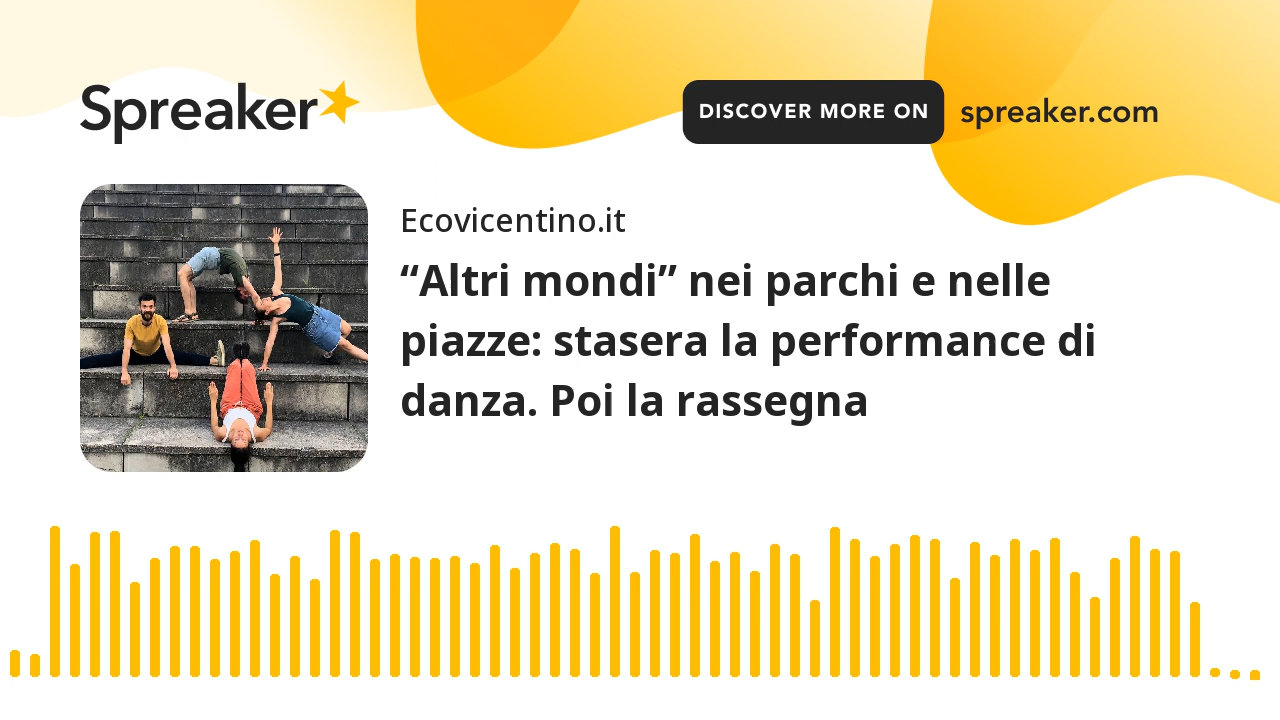 Spreaker
DISCOVER MORE ON
spreaker.com
Ecovicentino.it
“Altri mondi” nei parchi e nelle
piazze: stasera la performance di
danza. Poi la rassegna